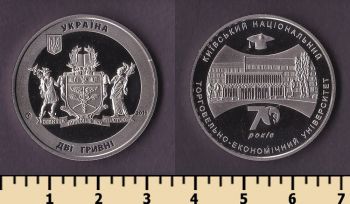 УКРАЇНА
ДВІ ГРИВНІ
КИЇВСЬКИЙ НАЦІОНАЛЬНИЙ
ТОРГОВЕЛЬНО-ЕКОНОМІЧНИЙ УНІВЕРСИТЕТ
70
років
1 2 3 4 5 6 7